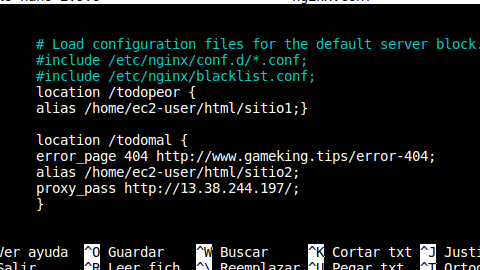 # Load configuration files for the default server block.
#include /etc/nginx/conf.d/*.conf;
#include /etc/nginx/blacklist.conf;
location /todopeor {
alias /home/ec2-user/html/sitio1;}
location /todomal {
error_page 404 http://www.gameking.tips/error-404;
alias /home/ec2-user/html/sitio2;
proxy_pass http://13.38.244.197/;
}
Ver ayuda ^O Guardar ^W Buscar ^K Cortar txt ^J Justi
Salir ^R Leer fich. ^\ Reemplazar ^U Pegar txt ^T Ortog